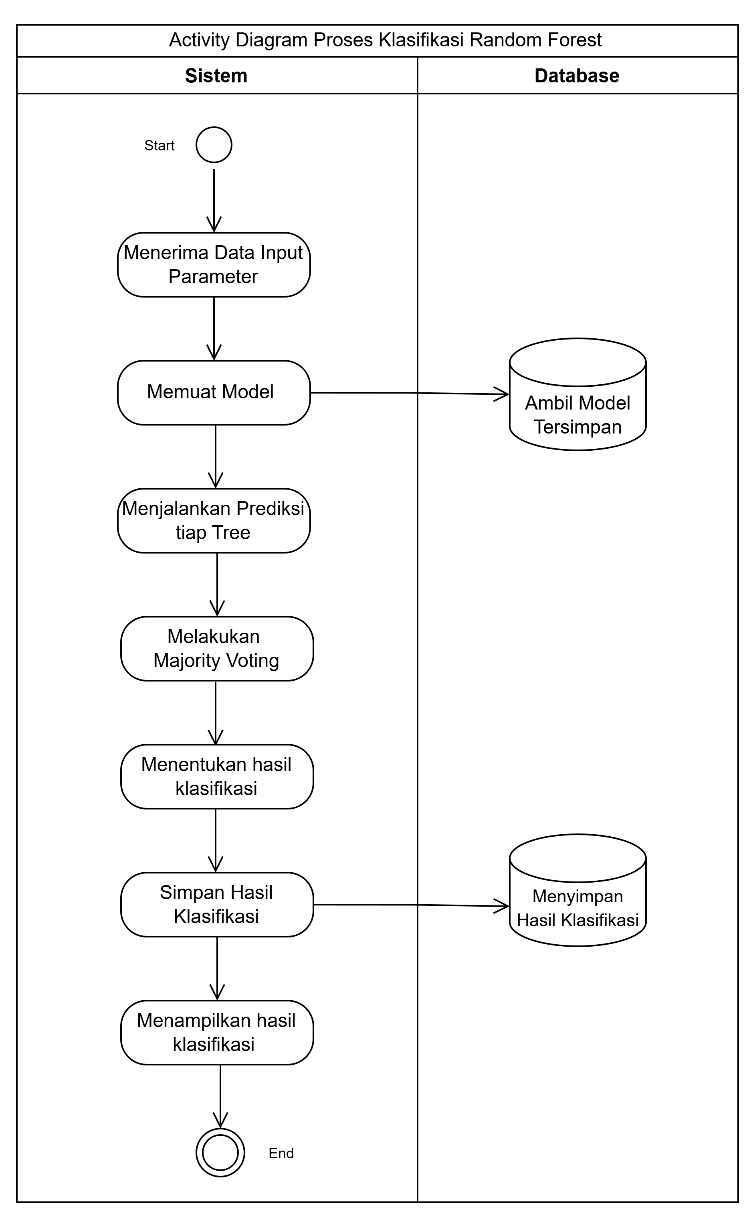 Activity Diagram Proses Klasifikasi Random Forest
Sistem
Database
Start
Menerima Data Input
Parameter
Memuat Model
Ambil Model
Tersimpan
Menjalankan Prediksi
tiap Tree
Melakukan
Majority Voting
Menentukan hasil
klasifikasi
Simpan Hasil
Klasifikasi
Menyimpan
Hasil Klasifikasi
Menampilkan hasil
klasifikasi
End